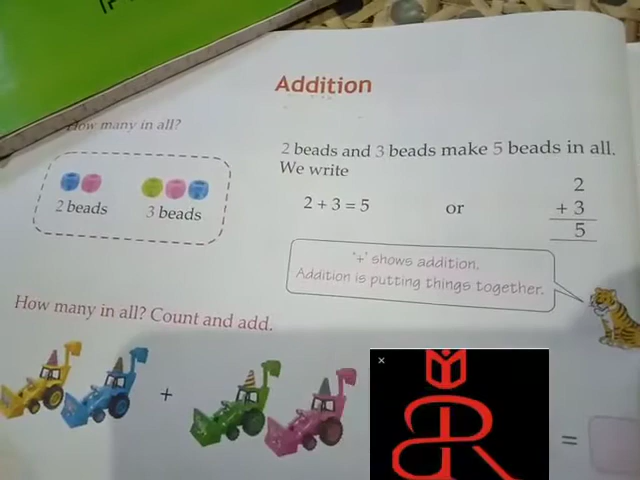 Addition
How many in all?
2 beads and 3 beads make 5 beads in all.
We write
2 beads
3 beads
2 + 3 = 5
or
2
+ 3
5
'+' shows addition.
Addition is putting things together.
How many in all? Count and add.
+
=